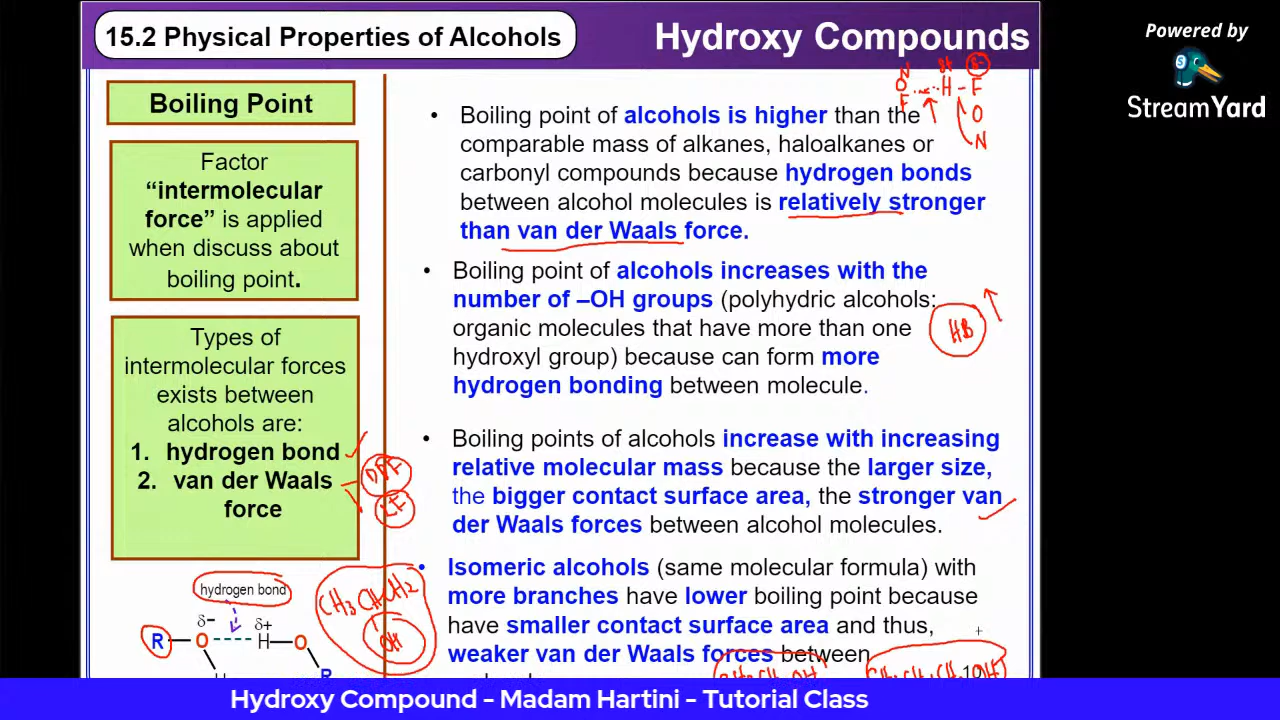 15.2 Physical Properties of Alcohols
Hydroxy Compounds
Powered by
StreamYard
Boiling Point
Factor
“intermolecular
force” is applied
when discuss about
boiling point.
Types of
intermolecular forces
exists between
alcohols are:
1. hydrogen bond
2. van der Waals
force
DPF
LF
hydrogen bond
δ− δ+
R O H O
H R
CH3 CH CH2
OH
N δ+ δ−
O H – F
F O
N
• Boiling point of alcohols is higher than the
comparable mass of alkanes, haloalkanes or
carbonyl compounds because hydrogen bonds
between alcohol molecules is relatively stronger
than van der Waals force.
• Boiling point of alcohols increases with the
number of –OH groups (polyhydric alcohols:
organic molecules that have more than one
hydroxyl group) because can form more
hydrogen bonding between molecule.
HB
• Boiling points of alcohols increase with increasing
relative molecular mass because the larger size,
the bigger contact surface area, the stronger van
der Waals forces between alcohol molecules.
• Isomeric alcohols (same molecular formula) with
more branches have lower boiling point because
have smaller contact surface area and thus,
weaker van der Waals forces between
10
Hydroxy Compound - Madam Hartini - Tutorial Class